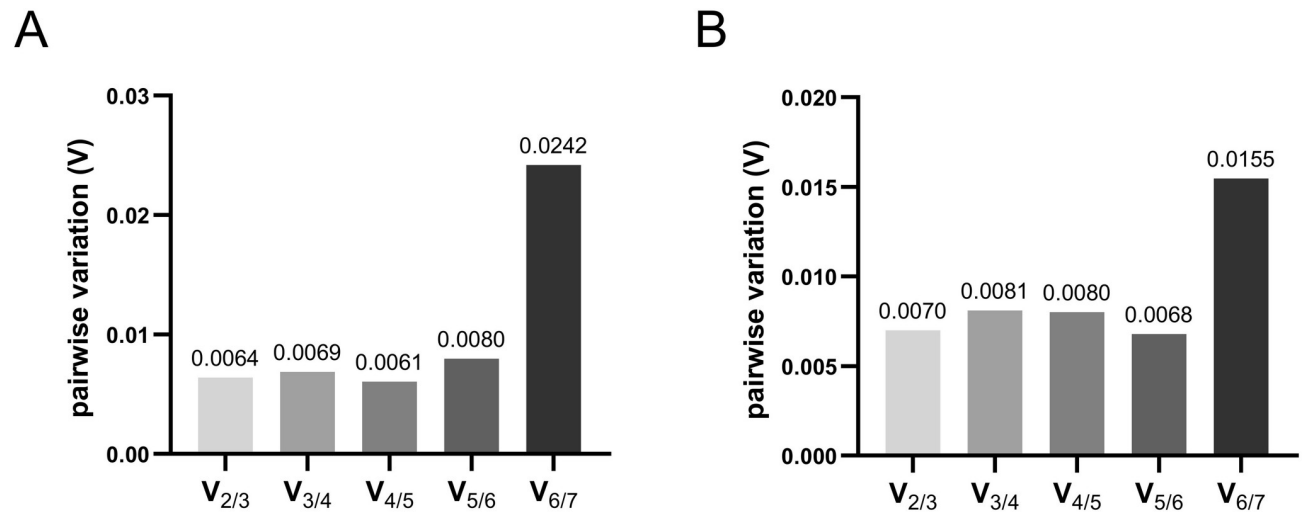 A
pairwise variation (V)
0.03
0.02
0.01
0.00
0.0064
0.0069
0.0061
0.0080
0.0242
V2/3
V3/4
V4/5
V5/6
V6/7
B
pairwise variation (V)
0.020
0.015
0.010
0.005
0.000
0.0070
0.0081
0.0080
0.0068
0.0155
V2/3
V3/4
V4/5
V5/6
V6/7